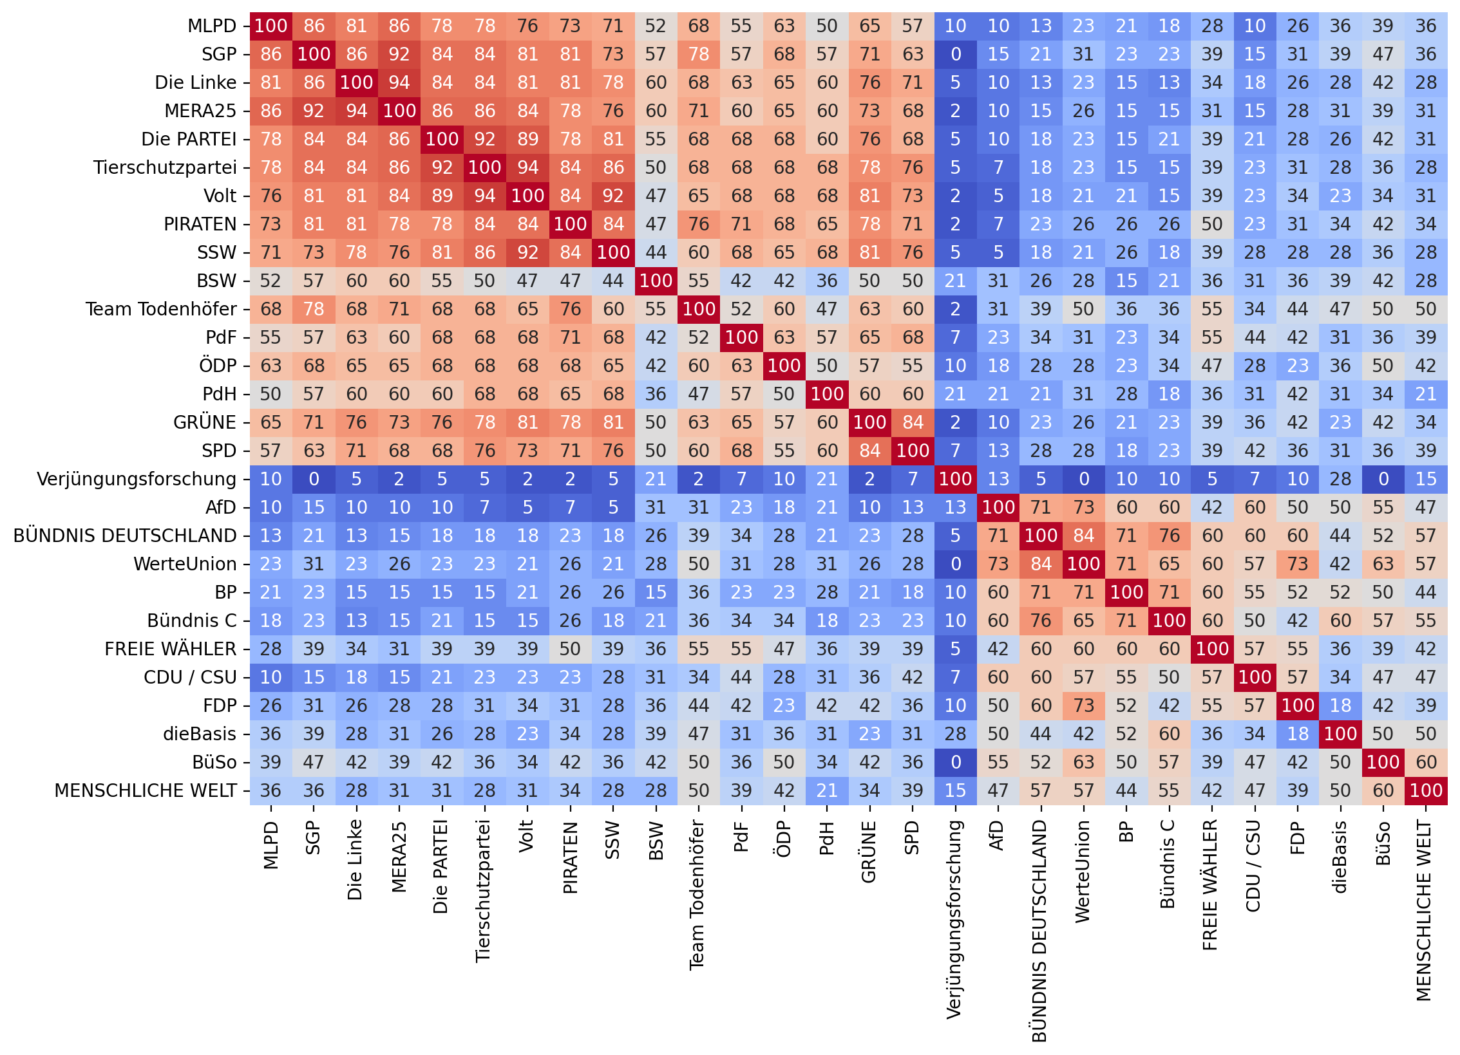 MLPD 100 86 81 86 78 78 76 73 71 52 68 55 63 50 65 57 10 10 13 23 21 18 28 10 26 36 39 36
SGP 86 100 86 92 84 84 81 81 73 57 78 57 68 57 71 63 0 15 21 31 23 23 39 15 31 39 47 36
Die Linke 81 86 100 94 84 84 81 81 78 60 68 63 65 60 76 71 5 10 13 23 15 13 34 18 26 28 42 28
MERA25 86 92 94 100 86 86 84 78 76 60 71 60 65 60 73 68 2 10 15 26 15 15 31 15 28 31 39 31
Die PARTEI 78 84 84 86 100 92 89 78 81 55 68 68 68 60 76 68 5 10 18 23 15 21 39 21 28 26 42 31
Tierschutzpartei 78 84 84 86 92 100 94 84 86 50 68 68 68 68 78 76 5 7 18 23 15 15 39 23 31 28 36 28
Volt 76 81 81 84 89 94 100 84 92 47 65 68 68 68 81 73 2 5 18 21 21 15 39 23 34 23 34 31
PIRATEN 73 81 81 78 78 84 84 100 84 47 76 71 68 65 78 71 2 7 23 26 26 26 50 23 31 34 42 34
SSW 71 73 78 76 81 86 92 84 100 44 60 68 65 68 81 76 5 5 18 21 26 18 39 28 28 28 36 28
BSW 52 57 60 60 55 50 47 47 44 100 55 42 42 36 50 50 21 31 26 28 15 21 36 31 36 39 42 28
Team Todenhöfer 68 78 68 71 68 68 65 76 60 55 100 52 60 47 63 60 2 31 39 50 36 36 55 34 44 47 50 50
PdF 55 57 63 60 68 68 68 71 68 42 52 100 63 57 65 68 7 23 34 31 23 34 55 44 42 31 36 39
ÖDP 63 68 65 65 68 68 68 68 65 42 60 63 100 50 57 55 10 18 28 28 23 34 47 28 23 36 50 42
PdH 50 57 60 60 60 68 68 65 68 36 47 57 50 100 60 60 21 21 21 31 28 18 36 31 42 31 34 21
GRÜNE 65 71 76 73 76 78 81 78 81 50 63 65 57 60 100 84 2 10 23 26 21 23 39 36 42 23 42 34
SPD 57 63 71 68 68 76 73 71 76 50 60 68 55 60 84 100 7 13 28 28 18 23 39 42 36 31 36 39
Verjüngungsforschung 10 0 5 2 5 5 2 2 5 21 2 7 10 21 2 7 100 13 5 0 10 10 5 7 10 28 0 15
AfD 10 15 10 10 10 7 5 7 5 31 31 23 18 21 10 13 13 100 71 73 60 60 42 60 50 50 55 47
BÜNDNIS DEUTSCHLAND 13 21 13 15 18 18 18 23 18 26 39 34 28 21 23 28 5 71 100 84 71 76 60 60 60 44 52 57
WerteUnion 23 31 23 26 23 23 21 26 21 28 50 31 28 31 26 28 0 73 84 100 71 65 60 57 73 42 63 57
BP 21 23 15 15 15 15 21 26 26 15 36 23 23 28 21 18 10 60 71 71 100 71 60 55 52 52 50 44
Bündnis C 18 23 13 15 21 15 15 26 18 21 36 34 34 18 23 23 10 60 76 65 71 100 60 50 42 60 57 55
FREIE WÄHLER 28 39 34 31 39 39 39 50 39 36 55 55 47 36 39 39 5 42 60 60 60 60 100 57 55 36 39 42
CDU / CSU 10 15 18 15 21 23 23 23 28 31 34 44 28 31 36 42 7 60 60 57 55 50 57 100 57 34 47 47
FDP 26 31 26 28 28 31 34 31 28 36 44 42 23 42 42 36 10 50 60 73 52 42 55 57 100 18 42 39
dieBasis 36 39 28 31 26 28 23 34 28 39 47 31 36 31 23 31 28 50 44 42 52 60 36 34 18 100 50 50
BüSo 39 47 42 39 42 36 34 42 36 42 50 36 50 34 42 36 0 55 52 63 50 57 39 47 42 50 100 60
MENSCHLICHE WELT 36 36 28 31 31 28 31 34 28 28 50 39 42 21 34 39 15 47 57 57 44 55 42 47 39 50 60 100
MLPD
SGP
Die Linke
MERA25
Die PARTEI
Tierschutzpartei
Volt
PIRATEN
SSW
BSW
Team Todenhöfer
PdF
ÖDP
PdH
GRÜNE
SPD
Verjüngungsforschung
AfD
BÜNDNIS DEUTSCHLAND
WerteUnion
BP
Bündnis C
FREIE WÄHLER
CDU / CSU
FDP
dieBasis
BüSo
MENSCHLICHE WELT